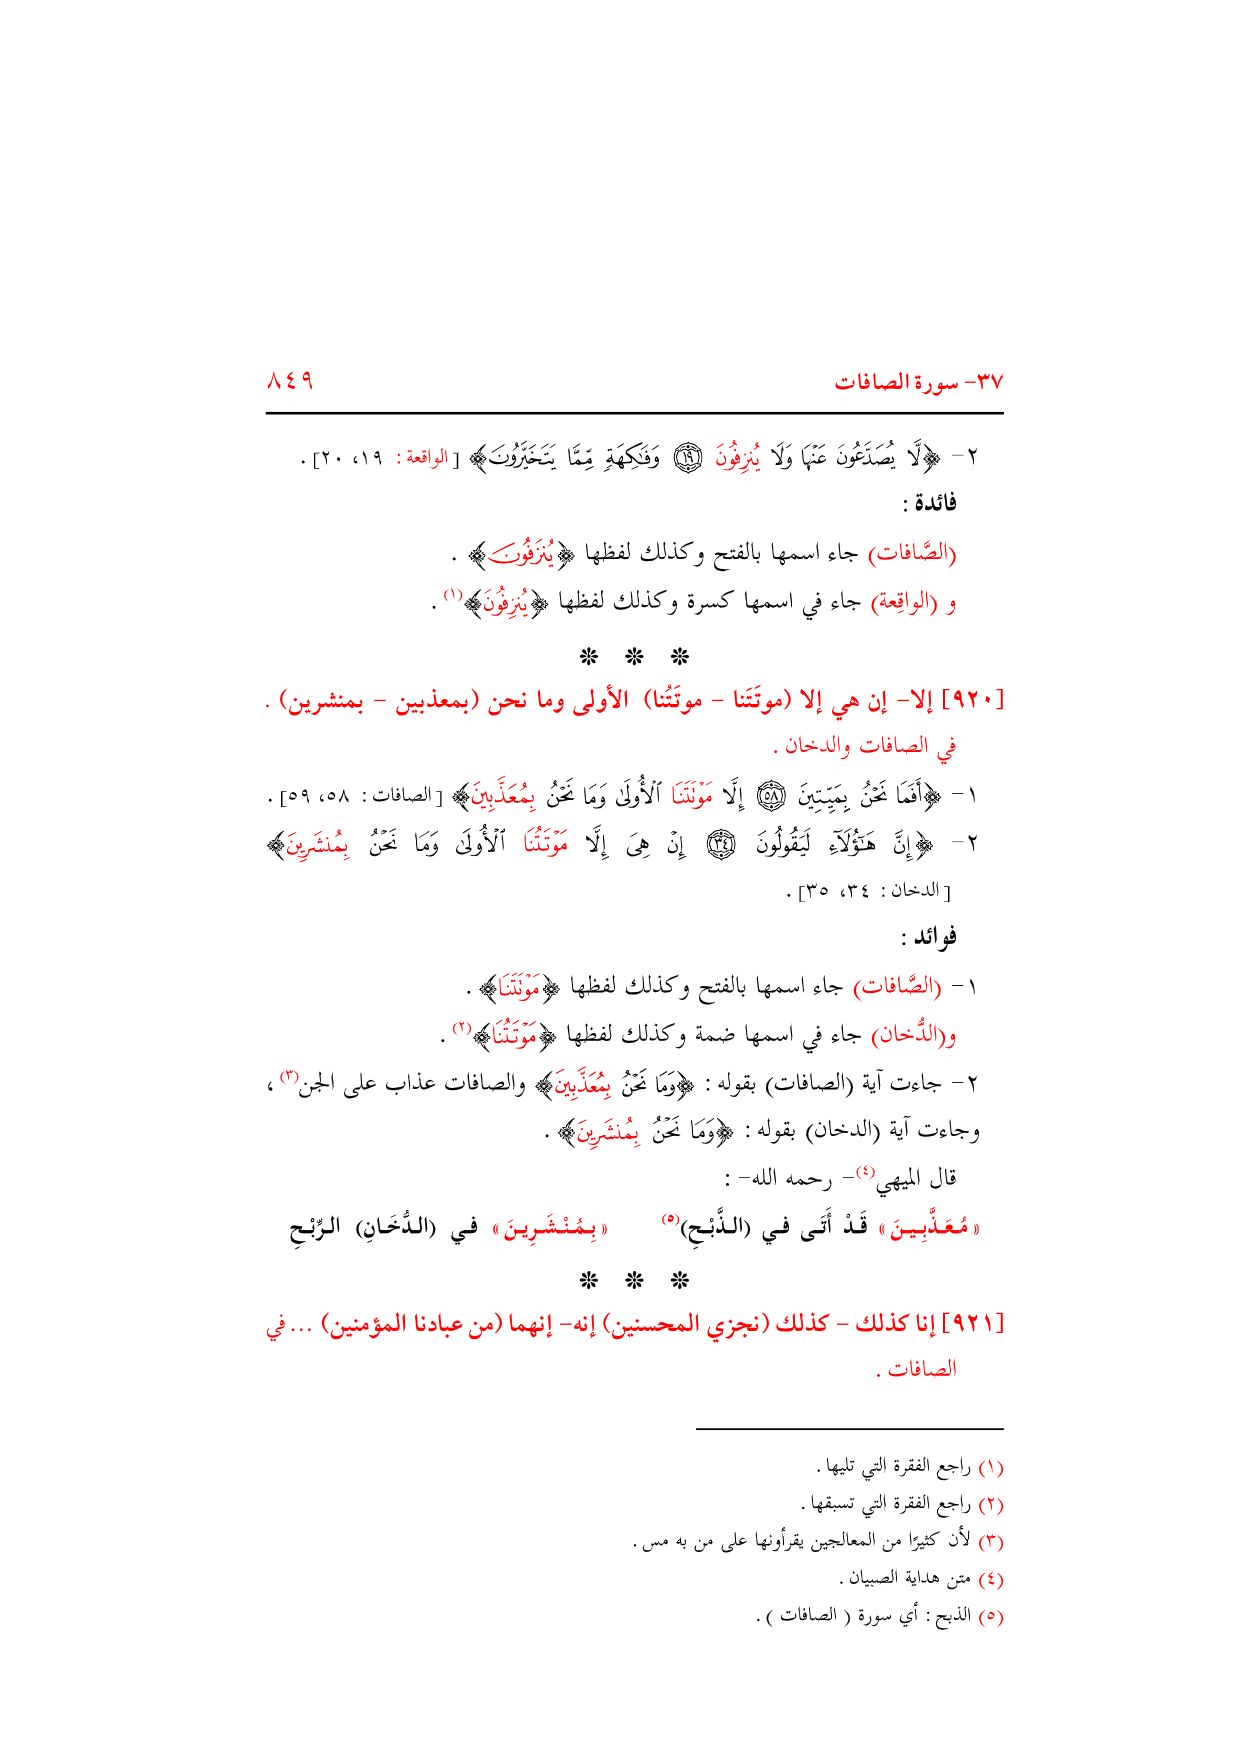 ٣٧- سورة الصافات ٨٤٩
٢- ﴿لَّا يُصَدَّعُونَ عَنْهَا وَلَا يُنزِفُونَ ١٩ وَفَاكِهَةٍ مِّمَّا يَتَخَيَّرُونَ﴾ [الواقعة: ١٩، ٢٠].
فائدة :
(الصَّافات) جاء اسمها بالفتح وكذلك لفظها ﴿يُنزَفُونَ﴾ .
و (الواقِعة) جاء في اسمها كسرة وكذلك لفظها ﴿يُنزِفُونَ﴾(١) .
❊ ❊ ❊
[٩٢٠] إلا- إن هي إلا (موتَتَنا - موتَتُنا) الأولى وما نحن (بمعذبين - بمنشرين) .
في الصافات والدخان .
١- ﴿أَفَمَا نَحْنُ بِمَيِّتِينَ ٥٨ إِلَّا مَوْتَتَنَا ٱلْأُولَىٰ وَمَا نَحْنُ بِمُعَذَّبِينَ﴾ [الصافات: ٥٨، ٥٩].
٢- ﴿إِنَّ هَـٰٓؤُلَآءِ لَيَقُولُونَ ٣٤ إِنْ هِىَ إِلَّا مَوْتَتُنَا ٱلْأُولَىٰ وَمَا نَحْنُ بِمُنشَرِينَ﴾
[الدخان: ٣٤، ٣٥].
فوائد :
١- (الصَّافات) جاء اسمها بالفتح وكذلك لفظها ﴿مَوْتَتَنَا﴾ .
و(الدُّخان) جاء في اسمها ضمة وكذلك لفظها ﴿مَوْتَتُنَا﴾(٢) .
٢- جاءت آية (الصافات) بقوله : ﴿وَمَا نَحْنُ بِمُعَذَّبِينَ﴾ والصافات عذاب على الجن(٣) ،
وجاءت آية (الدخان) بقوله : ﴿وَمَا نَحْنُ بِمُنشَرِينَ﴾ .
قال الميهي(٤)- رحمه الله- :
«مُعَذَّبِينَ» قَدْ أَتَى في (الذَّبْحِ)(٥) «بِمُنْشَرِينَ» في (الدُّخَانِ) الرِّبْحِ
❊ ❊ ❊
[٩٢١] إنا كذلك - كذلك (نجزي المحسنين) إنه- إنهما (من عبادنا المؤمنين) ... في
الصافات .
(١) راجع الفقرة التي تليها .
(٢) راجع الفقرة التي تسبقها .
(٣) لأن كثيرًا من المعالجين يقرأونها على من به مس .
(٤) متن هداية الصبيان .
(٥) الذبح : أي سورة ( الصافات ) .